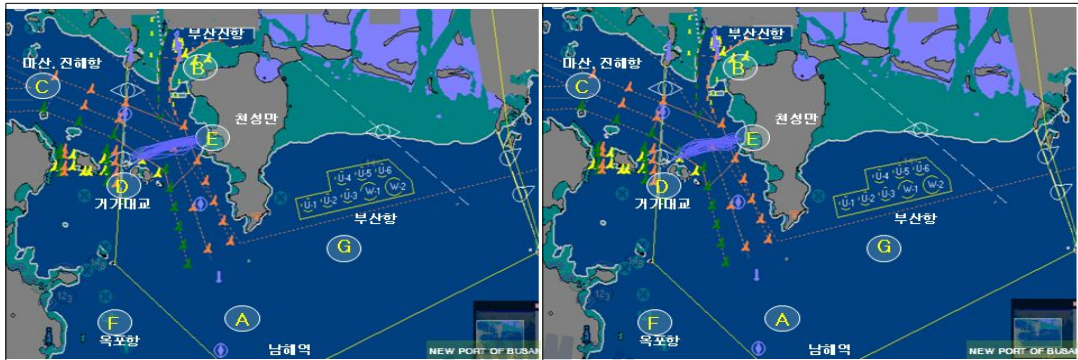 부산신항
마산, 진해항
B
C
천성만
E
D
거가대교
U-4 U-5 U-6
U-1 U-2 U-3 W-1 W-2
부산항
G
A
F
옥포항
남해역
NEW PORT OF BUSAN
부산신항
마산, 진해항
B
C
천성만
E
D
거가대교
U-4 U-5 U-6
U-1 U-2 U-3 W-1 W-2
부산항
G
A
F
옥포항
남해역
NEW PORT OF BUSAN